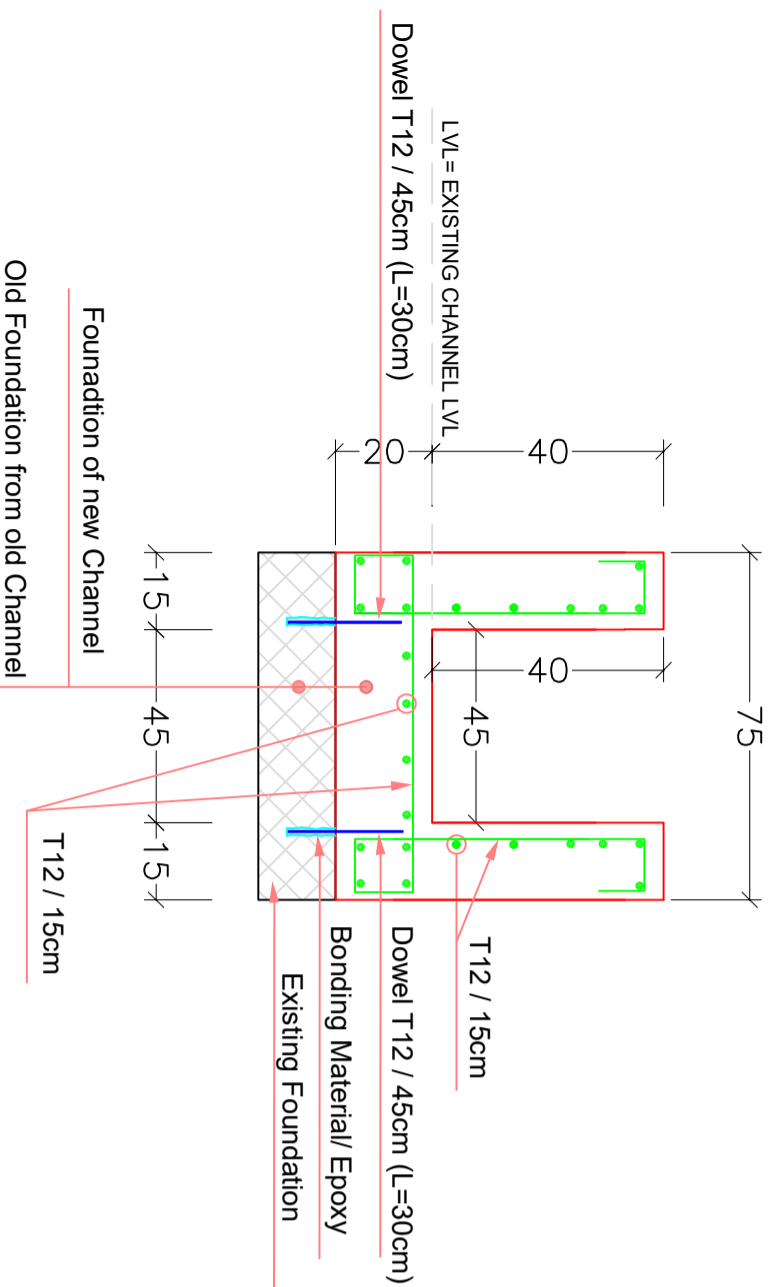 75
40
45
40
20
LVL= EXISTING CHANNEL LVL
Dowel T12 / 45cm (L=30cm)
T12 / 15cm
Dowel T12 / 45cm (L=30cm)
Bonding Material/ Epoxy
Existing Foundation
15
45
15
Founadtion of new Channel
T12 / 15cm
Old Foundation from old Channel